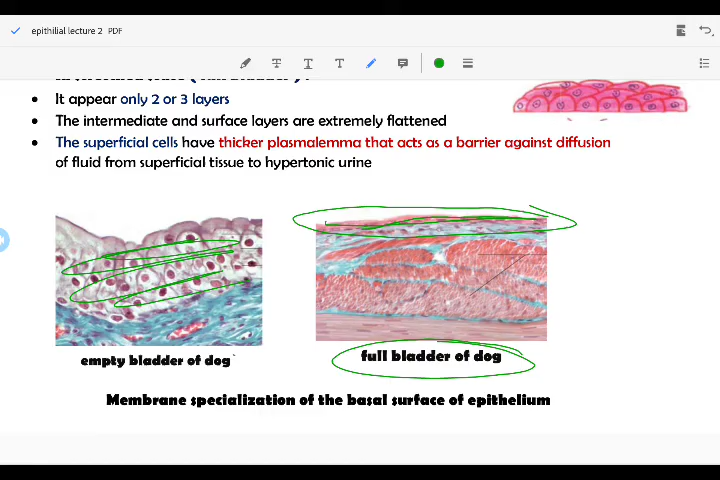 epithilial lecture 2 PDF
It appear only 2 or 3 layers
The intermediate and surface layers are extremely flattened
The superficial cells have thicker plasmalemma that acts as a barrier against diffusion
of fluid from superficial tissue to hypertonic urine
empty bladder of dog
full bladder of dog
Membrane specialization of the basal surface of epithelium